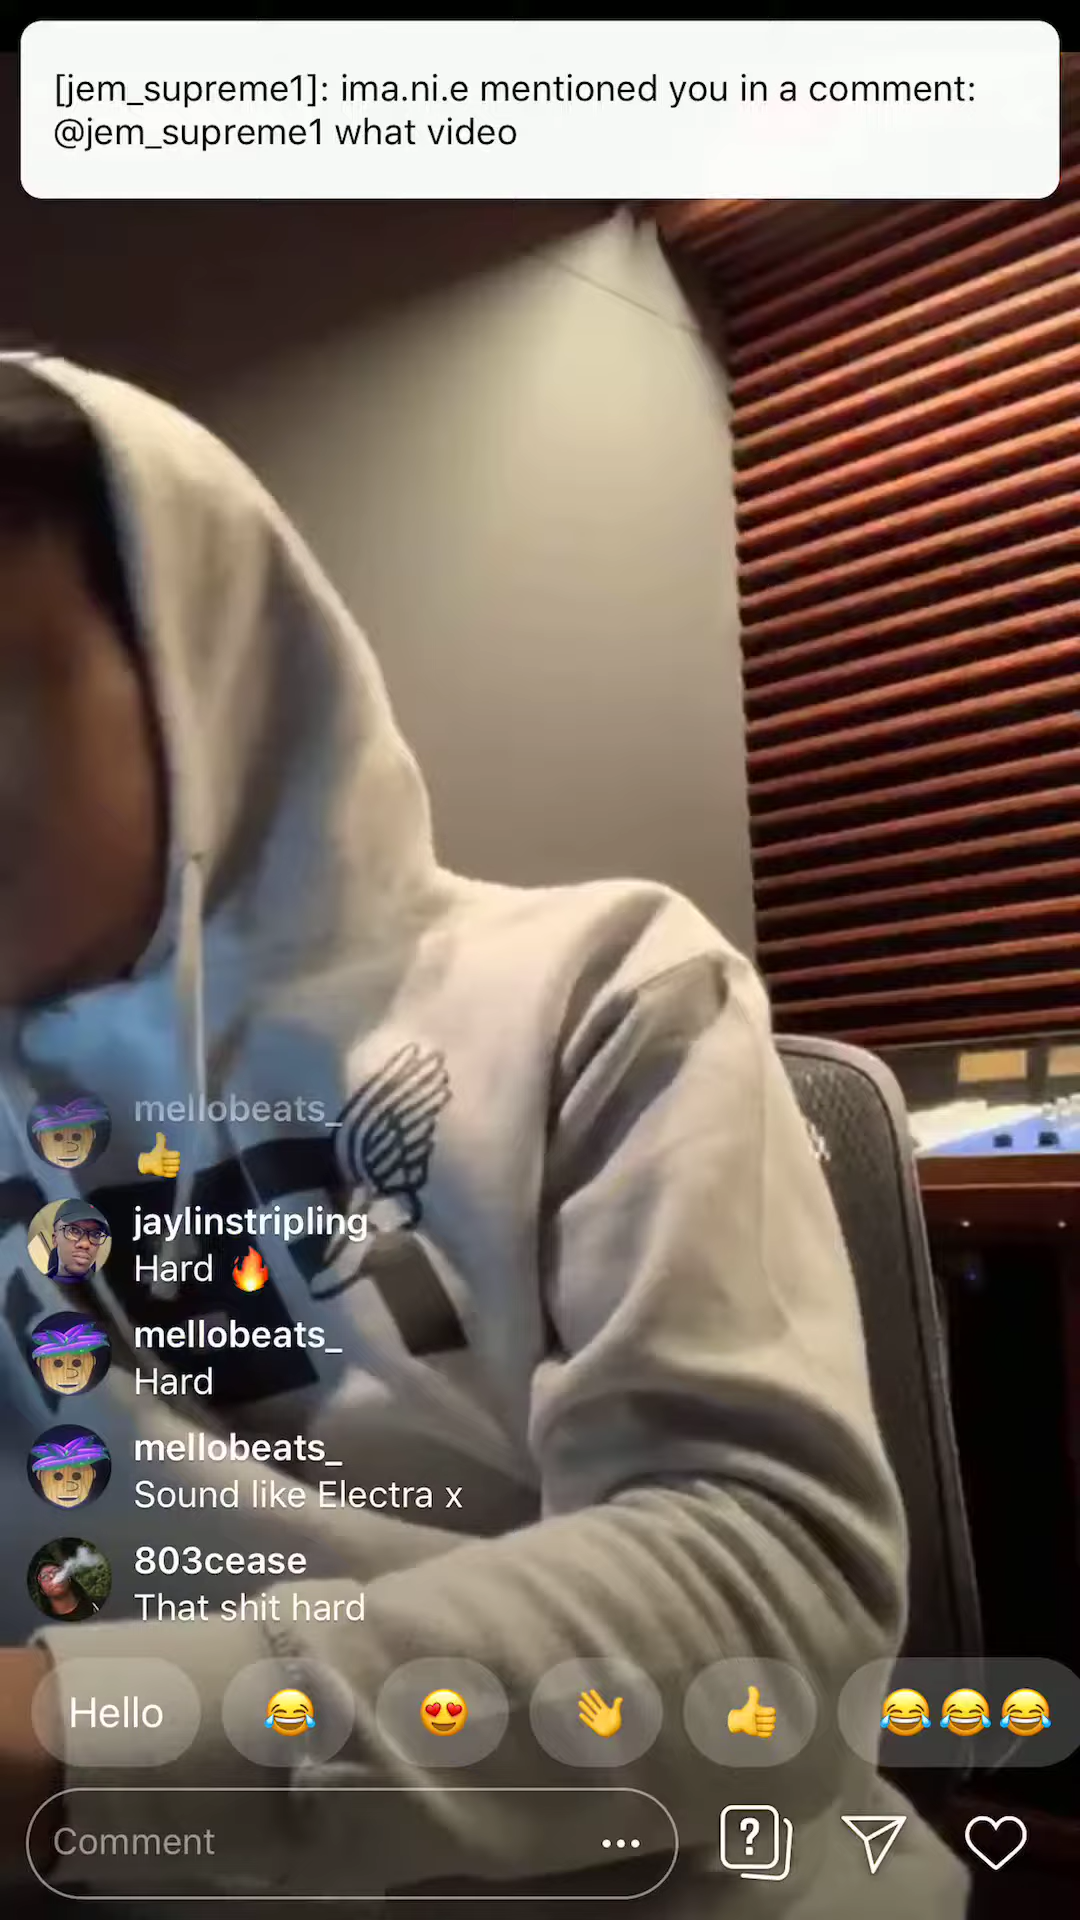 [jem_supreme1]: ima.ni.e mentioned you in a comment:
@jem_supreme1 what video
mellobeats_
👍
jaylinstripling
Hard 🔥
mellobeats_
Hard
mellobeats_
Sound like Electra x
803cease
That shit hard
Hello 😂 😍 👋 👍 😂😂😂
Comment